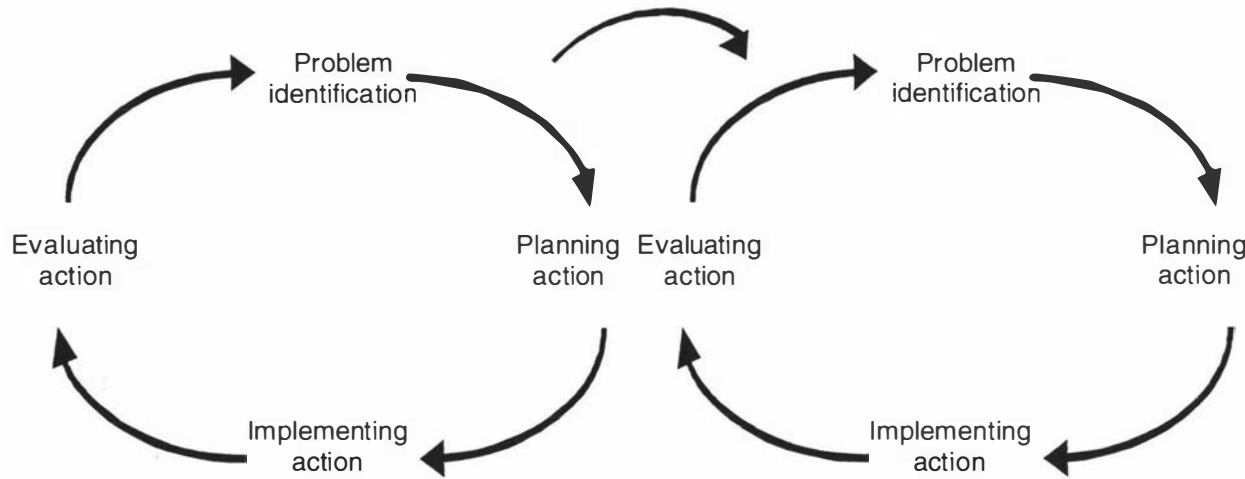 Problem
identification
Planning
action
Implementing
action
Evaluating
action
Problem
identification
Planning
action
Implementing
action
Evaluating
action